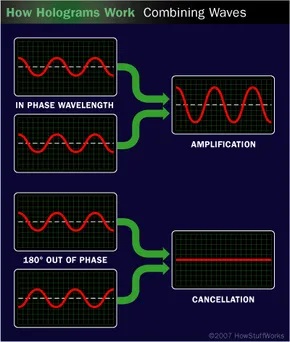 How Holograms Work Combining Waves
IN PHASE WAVELENGTH
AMPLIFICATION
180° OUT OF PHASE
CANCELLATION
©2007 HowStuffWorks